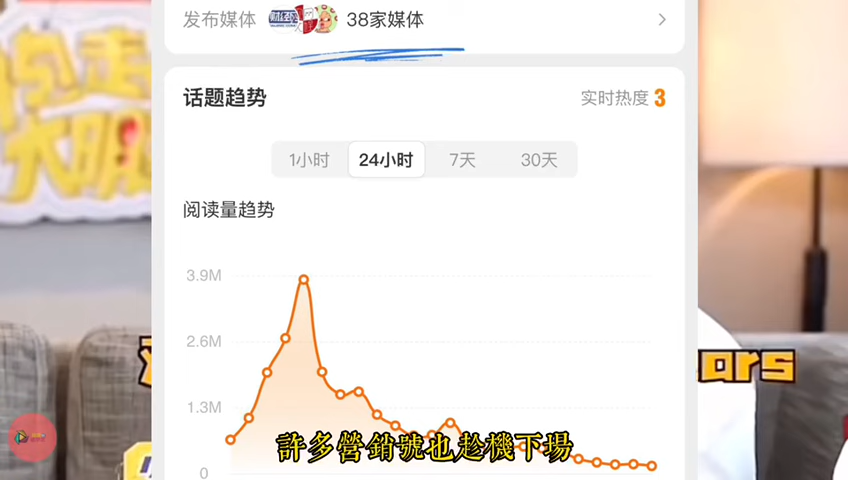 发布媒体 38家媒体
话题趋势 实时热度 3
1小时 24小时 7天 30天
阅读量趋势
3.9M
2.6M
1.3M
0
許多營銷號也趁機下場
ars